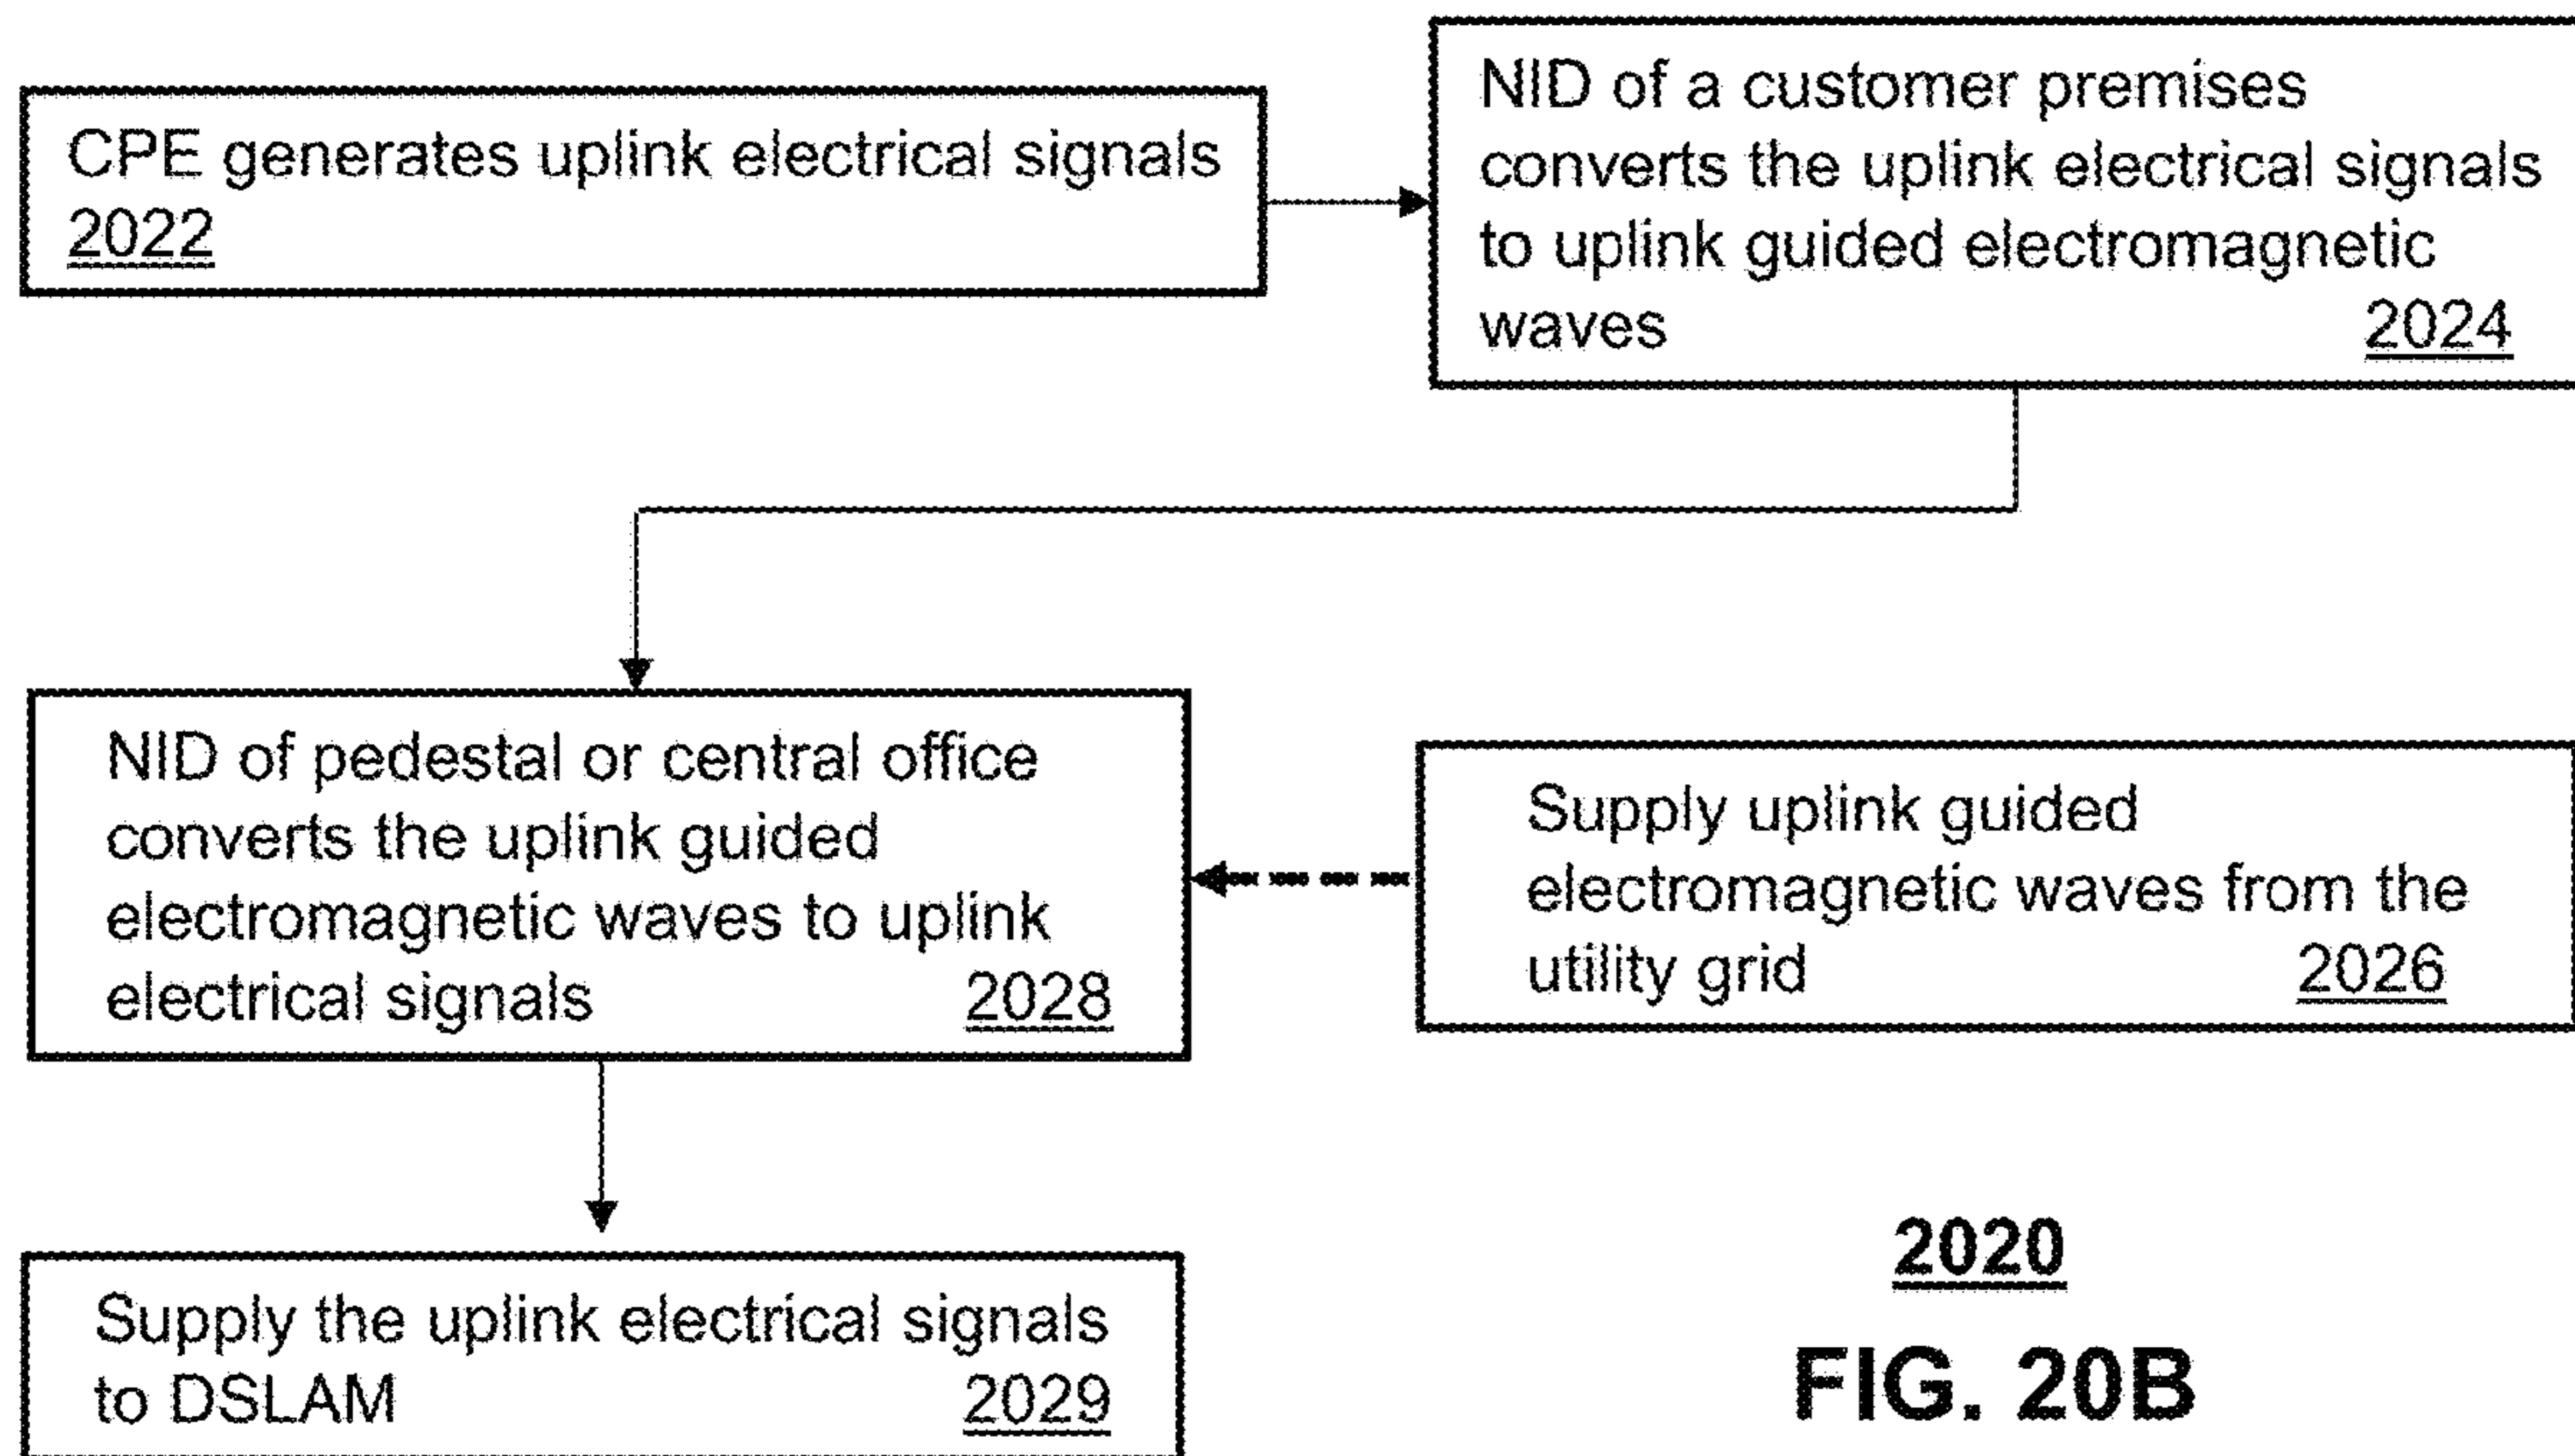 CPE generates uplink electrical signals
2022
NID of a customer premises
converts the uplink electrical signals
to uplink guided electromagnetic
waves 2024
NID of pedestal or central office
converts the uplink guided
electromagnetic waves to uplink
electrical signals 2028
Supply uplink guided
electromagnetic waves from the
utility grid 2026
Supply the uplink electrical signals
to DSLAM 2029
2020
FIG. 20B